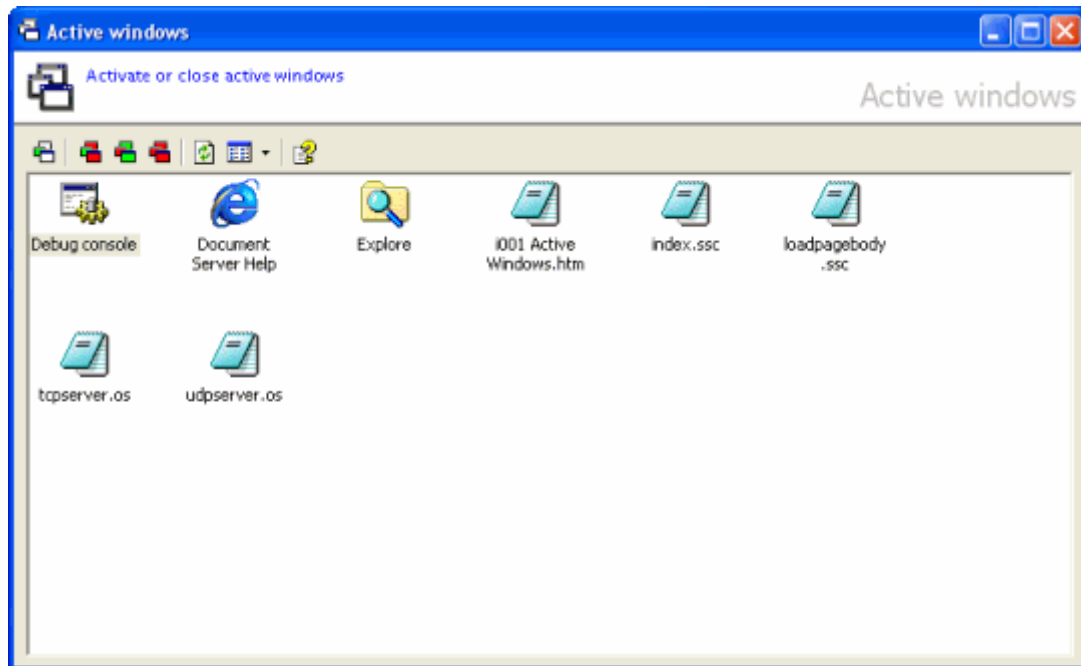 Active windows
Activate or close active windows
Active windows
Debug console
Document
Server Help
Explore
i001 Active
Windows.htm
index.ssc
loadpagebody
.ssc
tcpserver.os
udpserver.os